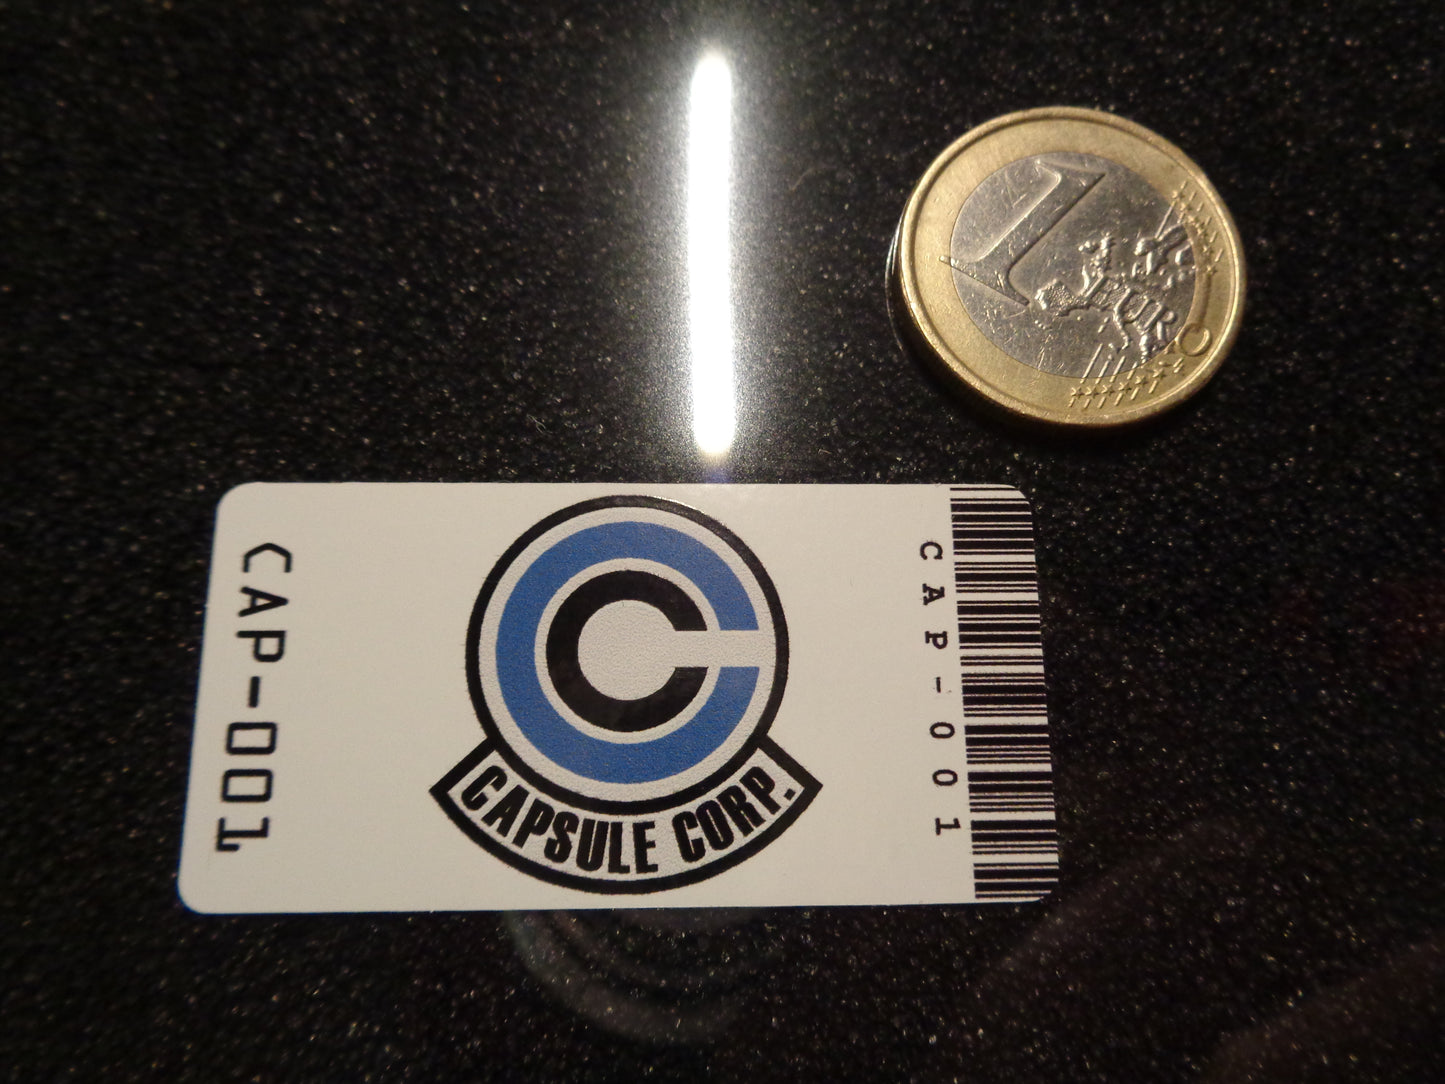 1
EURO
CAP-001
CAPSULE CORP.
CAP-001